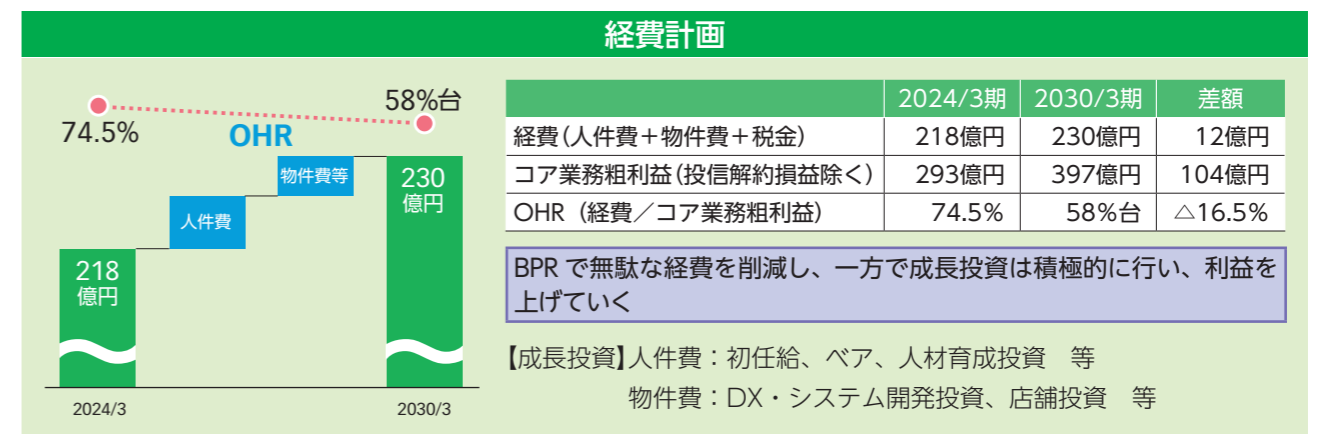 経費計画
74.5%
OHR
58%台
218
億円
人件費
物件費等
230
億円
2024/3
2030/3
2024/3期 2030/3期 差額
経費(人件費+物件費+税金) 218億円 230億円 12億円
コア業務粗利益(投信解約損益除く) 293億円 397億円 104億円
OHR(経費/コア業務粗利益) 74.5% 58%台 △16.5%
BPR で無駄な経費を削減し、一方で成長投資は積極的に行い、利益を
上げていく
【成長投資】人件費:初任給、ベア、人材育成投資 等
物件費:DX・システム開発投資、店舗投資 等